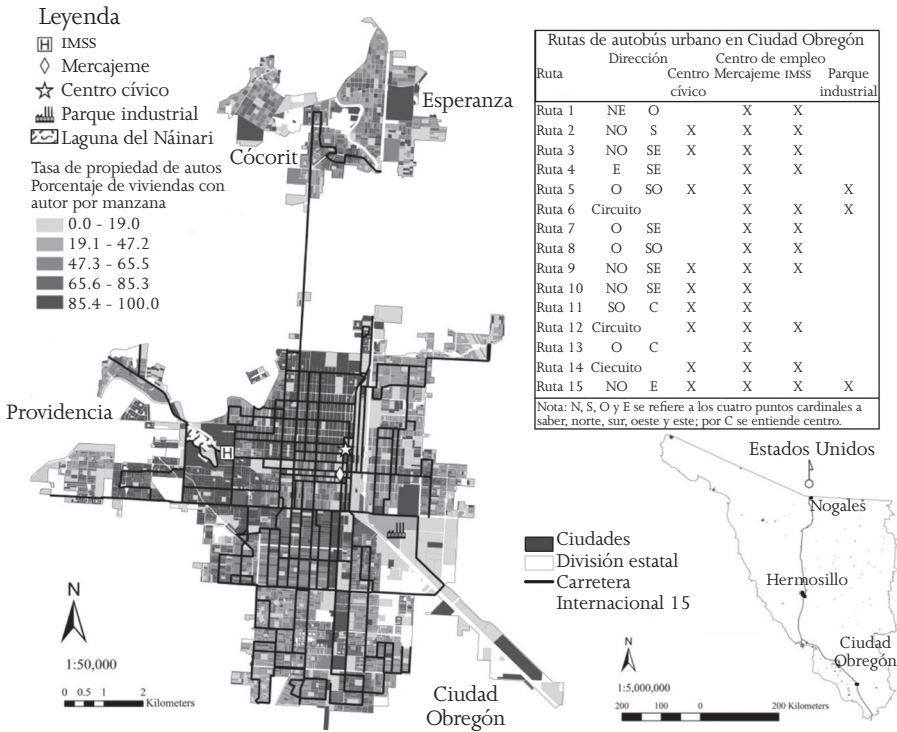 Leyenda
H IMSS
Mercajeme
Centro cívico
Parque industrial
Laguna del Náinari
Tasa de propiedad de autos
Porcentaje de viviendas con
autor por manzana
0.0 - 19.0
19.1 - 47.2
47.3 - 65.5
65.6 - 85.3
85.4 - 100.0
Esperanza
Cócorit
Providencia
H
N
1:50,000
0 0.5 1 2
Kilometers
Ciudad
Obregón
Rutas de autobús urbano en Ciudad Obregón
Dirección Centro de empleo
Ruta Centro Mercajeme IMSS Parque
cívico industrial
Ruta 1 NE O X X
Ruta 2 NO S X X X
Ruta 3 NO SE X X X
Ruta 4 E SE X X
Ruta 5 O SO X X X
Ruta 6 Circuito X X X
Ruta 7 O SE X X
Ruta 8 O SO X X
Ruta 9 NO SE X X X
Ruta 10 NO SE X X
Ruta 11 SO C X X
Ruta 12 Circuito X X X
Ruta 13 O C X
Ruta 14 Ciecuito X X X
Ruta 15 NO E X X X X
Nota: N, S, O y E se refiere a los cuatro puntos cardinales a
saber, norte, sur, oeste y este; por C se entiende centro.
Estados Unidos
Nogales
Hermosillo
Ciudad
Obregón
Ciudades
División estatal
Carretera
Internacional 15
N
1:5,000,000
200 100 0 200 Kilometers